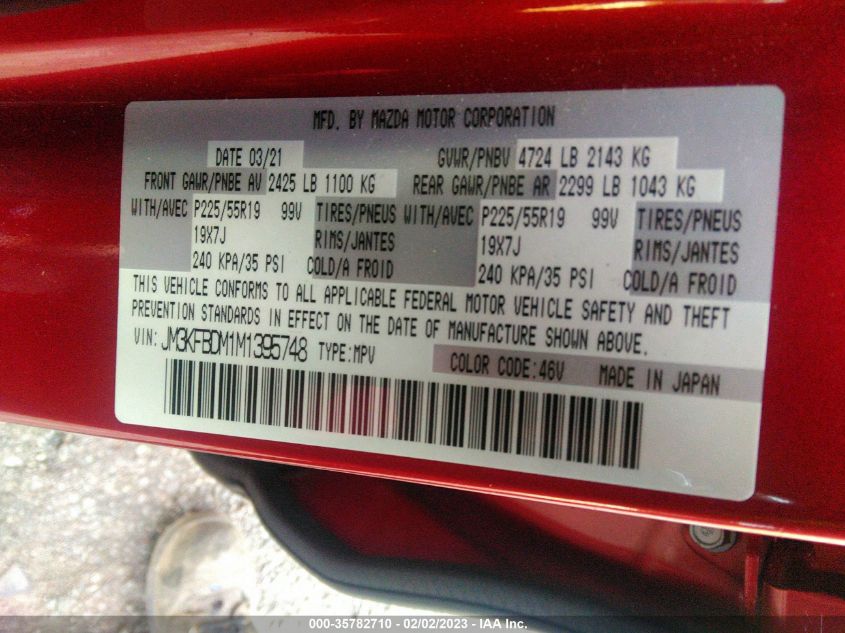 MFD. BY MAZDA MOTOR CORPORATION
DATE 03/21 GVWR/PNBV 4724 LB 2143 KG
FRONT GAWR/PNBE AV 2425 LB 1100 KG REAR GAWR/PNBE AR 2299 LB 1043 KG
WITH/AVEC P225/55R19 99V TIRES/PNEUS WITH/AVEC P225/55R19 99V TIRES/PNEUS
19X7J RIMS/JANTES 19X7J RIMS/JANTES
240 KPA/35 PSI COLD/A FROID 240 KPA/35 PSI COLD/A FROID
THIS VEHICLE CONFORMS TO ALL APPLICABLE FEDERAL MOTOR VEHICLE SAFETY AND THEFT
PREVENTION STANDARDS IN EFFECT ON THE DATE OF MANUFACTURE SHOWN ABOVE.
VIN: JM3KFBDM1M1395748 TYPE:MPV COLOR CODE:46V MADE IN JAPAN
000-35782710 - 02/02/2023 - IAA Inc.